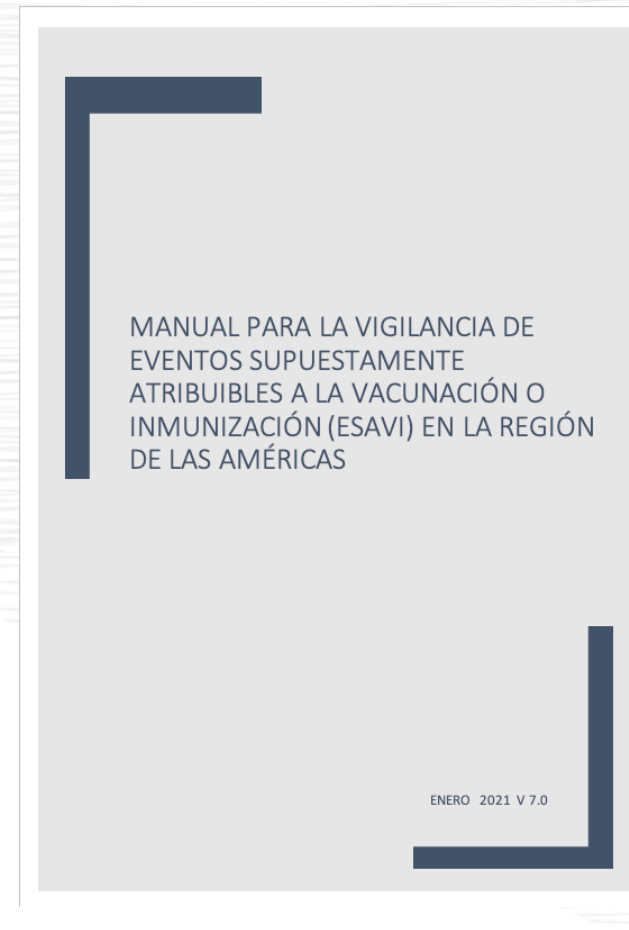 MANUAL PARA LA VIGILANCIA DE
EVENTOS SUPUESTAMENTE
ATRIBUIBLES A LA VACUNACIÓN O
INMUNIZACIÓN (ESAVI) EN LA REGIÓN
DE LAS AMÉRICAS
ENERO 2021 V 7.0